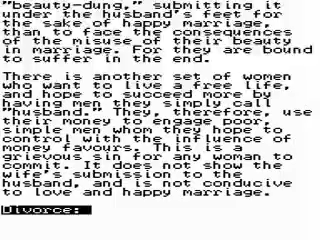 "beauty-dung," submitting it
under the husband's feet for
the sake of happy marriage,
than to face the consequences
of the misuse of their beauty
in marriage. For they are bound
to suffer in the end.
There is another set of women
who want to live a free life,
and hope to succeed more by
having men they simply call
"husband." They, therefore, use
their money to engage poor,
simple men whom they hope to
control with the influence of
money favours. This is a
grievous sin for any woman to
commit. It does not show the
wife's submission to the
husband, and is not conducive
to love and happy marriage.
Divorce: